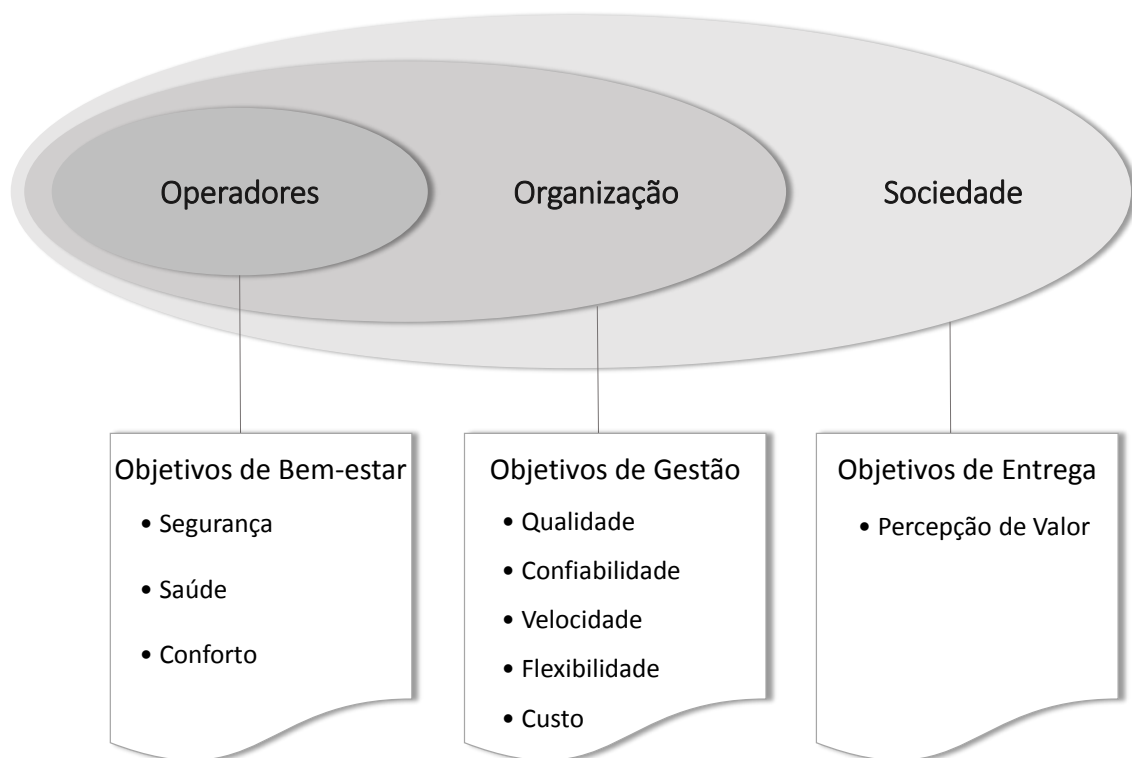 Operadores
Organização
Sociedade
Objetivos de Bem-estar
• Segurança
• Saúde
• Conforto
Objetivos de Gestão
• Qualidade
• Confiabilidade
• Velocidade
• Flexibilidade
• Custo
Objetivos de Entrega
• Percepção de Valor